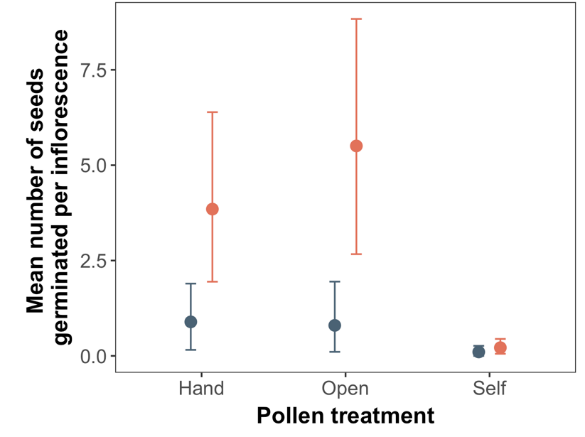 Mean number of seeds
germinated per inflorescence
7.5
5.0
2.5
0.0
Hand Open Self
Pollen treatment